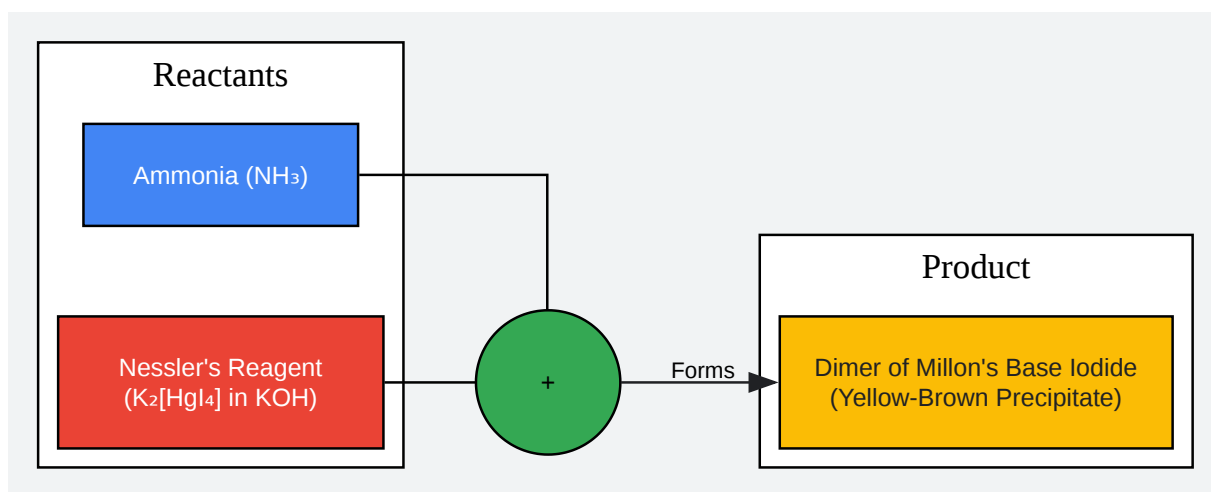 Reactants
Ammonia (NH₃)
Nessler's Reagent
(K₂[HgI₄] in KOH)
+
Forms
Product
Dimer of Millon's Base Iodide
(Yellow-Brown Precipitate)